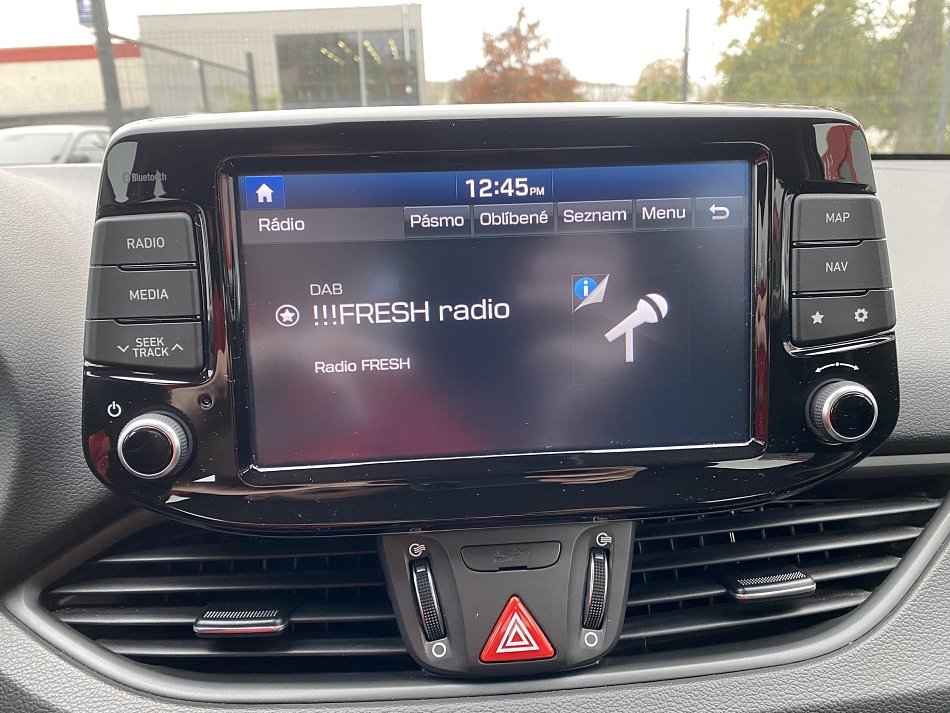 Bluetooth
12:45PM
Rádio Pásmo Oblíbené Seznam Menu
RADIO
MEDIA
SEEK
TRACK
MAP
NAV
DAB
!!!FRESH radio
Radio FRESH
i